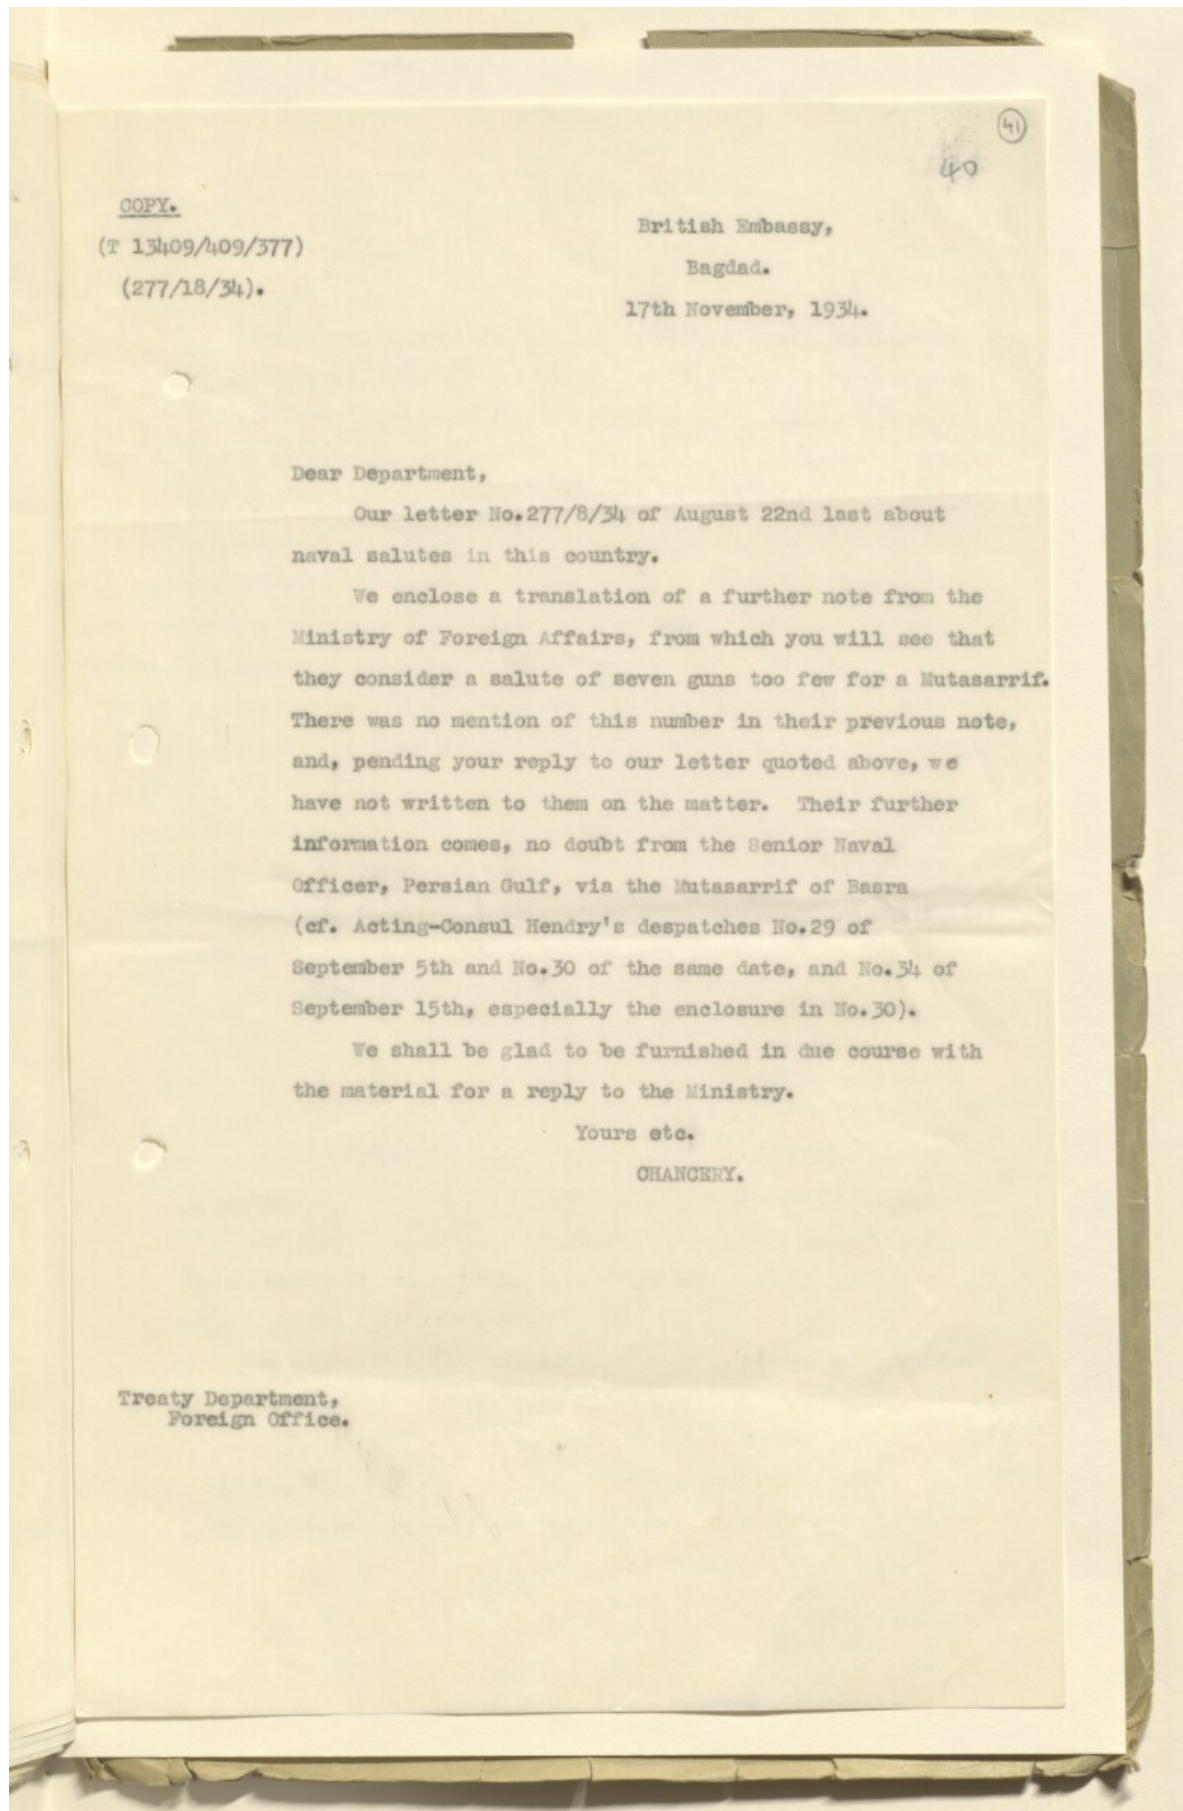 41
40
COPY.
(T 13409/409/377)
(277/18/34).
British Embassy,
Bagdad.
17th November, 1934.
Dear Department,
Our letter No.277/8/34 of August 22nd last about
naval salutes in this country.
We enclose a translation of a further note from the
Ministry of Foreign Affairs, from which you will see that
they consider a salute of seven guns too few for a Mutasarrif.
There was no mention of this number in their previous note,
and, pending your reply to our letter quoted above, we
have not written to them on the matter. Their further
information comes, no doubt from the Senior Naval
Officer, Persian Gulf, via the Mutasarrif of Basra
(cf. Acting-Consul Hendry's despatches No.29 of
September 5th and No.30 of the same date, and No.34 of
September 15th, especially the enclosure in No.30).
We shall be glad to be furnished in due course with
the material for a reply to the Ministry.
Yours etc.
CHANCERY.
Treaty Department,
Foreign Office.